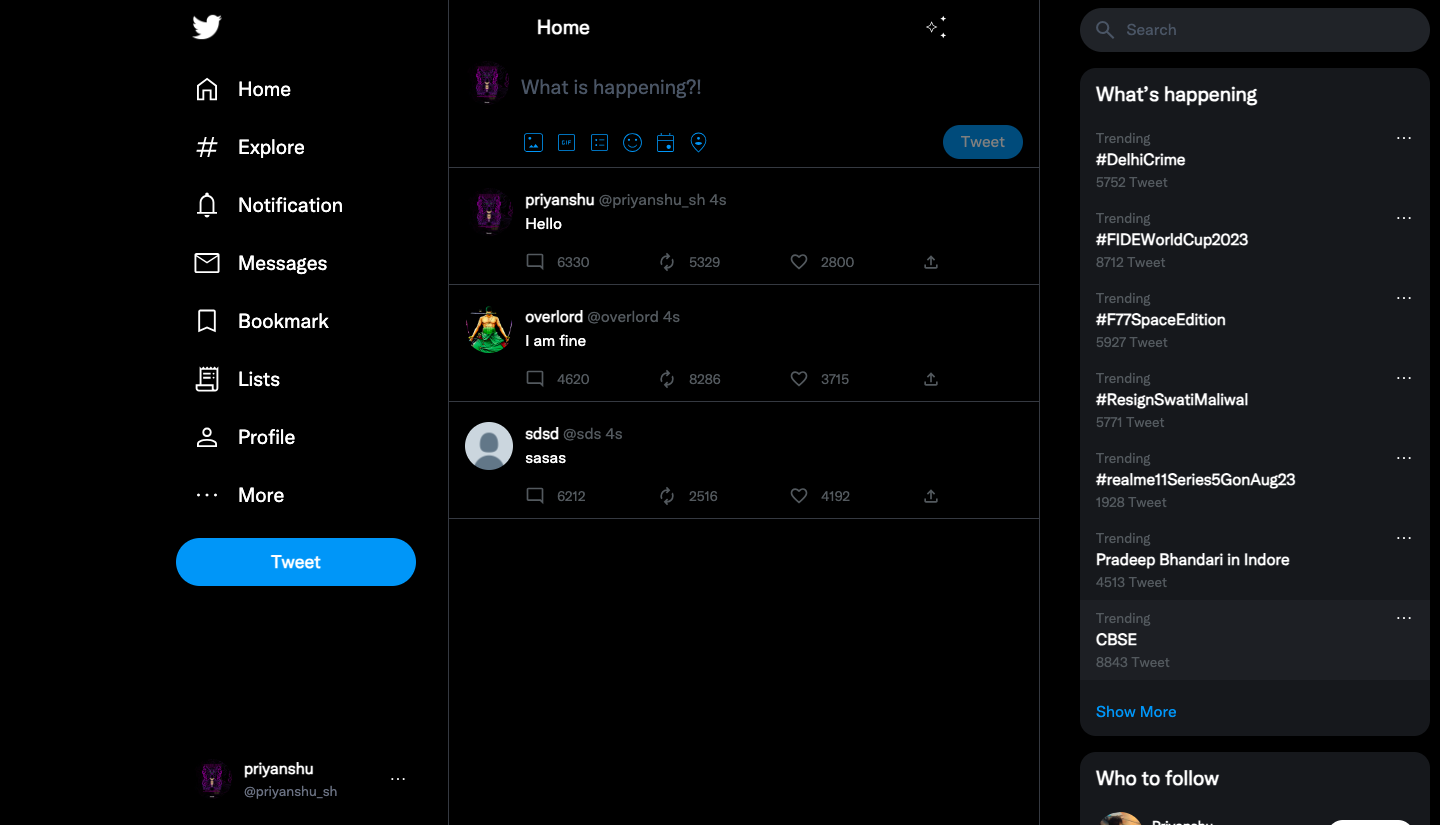 Home
Explore
Notification
Messages
Bookmark
Lists
Profile
More
Tweet
priyanshu
@priyanshu_sh
Home
What is happening?!
GIF
Tweet
priyanshu @priyanshu_sh 4s
Hello
6330 5329 2800
overlord @overlord 4s
I am fine
4620 8286 3715
sdsd @sds 4s
sasas
6212 2516 4192
Search
What's happening
Trending
#DelhiCrime
5752 Tweet
Trending
#FIDEWorldCup2023
8712 Tweet
Trending
#F77SpaceEdition
5927 Tweet
Trending
#ResignSwatiMaliwal
5771 Tweet
Trending
#realme11Series5GonAug23
1928 Tweet
Trending
Pradeep Bhandari in Indore
4513 Tweet
Trending
CBSE
8843 Tweet
Show More
Who to follow
Priyanshu